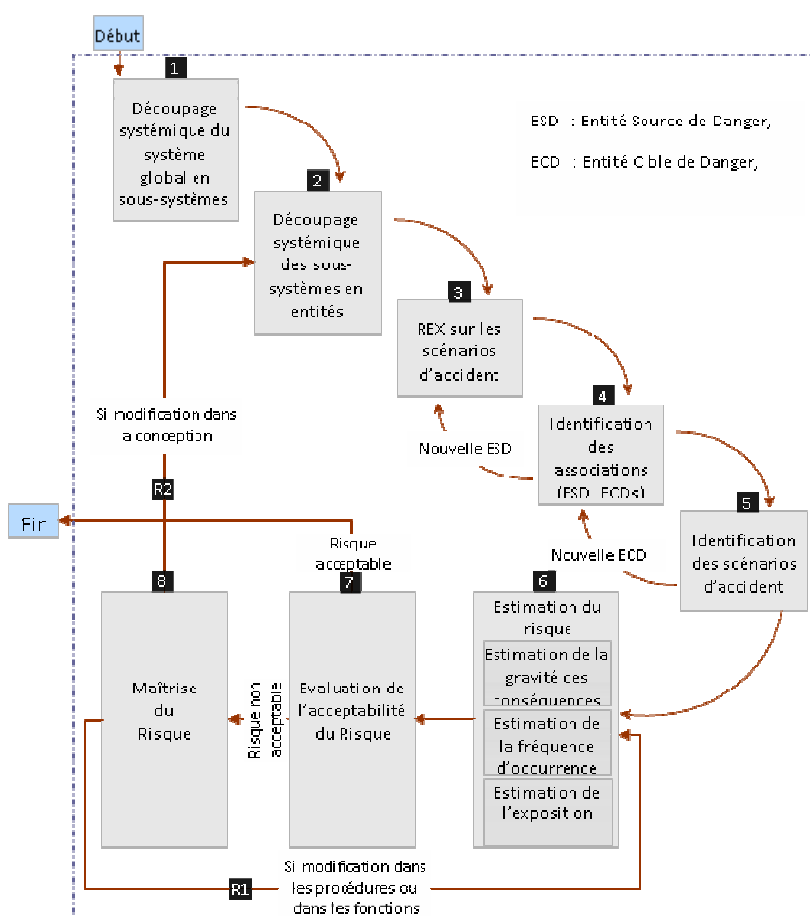 Début
1
Découpage
systémique du
système
global en
sous-systèmes
ESD : Entité Source de Danger,
ECD : Entité Cible de Danger,
2
Découpage
systémique
des sous-
systèmes en
entités
3
REX sur les
scénarios
d'accident
4
Identification
des
associations
(ESD ECDs)
Nouvelle ESD
5
Identification
des scénarios
d'accident
Nouvelle ECD
Si modification dans
a conception
R2
Fin
Risque
acceptable
8
Maîtrise
du
Risque
Risque non
acceptable
7
Evaluation de
l'acceptabilité
du Risque
6
Estimation du
risque
Estimation de la
gravité des
conséquences
Estimation de
la fréquence
d'occurrence
Estimation de
l'exposition
R1
Si modification dans
les procédures ou
dans les fonctions